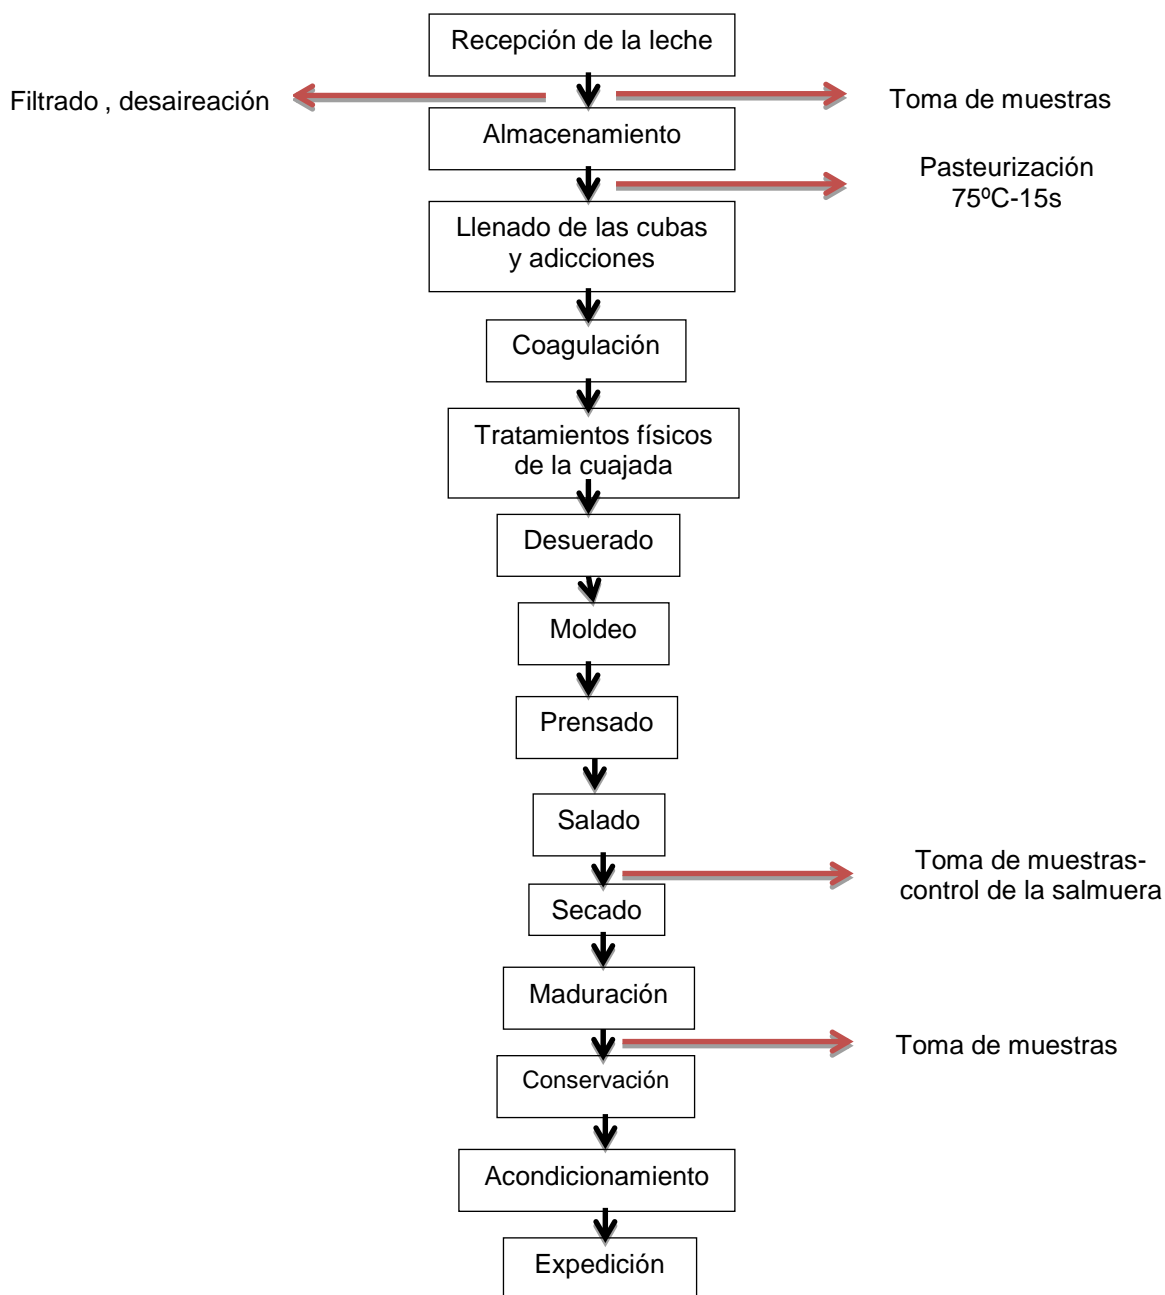 Recepción de la leche
Filtrado , desaireación
Toma de muestras
Almacenamiento
Pasteurización
75ºC-15s
Llenado de las cubas
y adicciones
Coagulación
Tratamientos físicos
de la cuajada
Desuerado
Moldeo
Prensado
Salado
Toma de muestras-
control de la salmuera
Secado
Maduración
Toma de muestras
Conservación
Acondicionamiento
Expedición